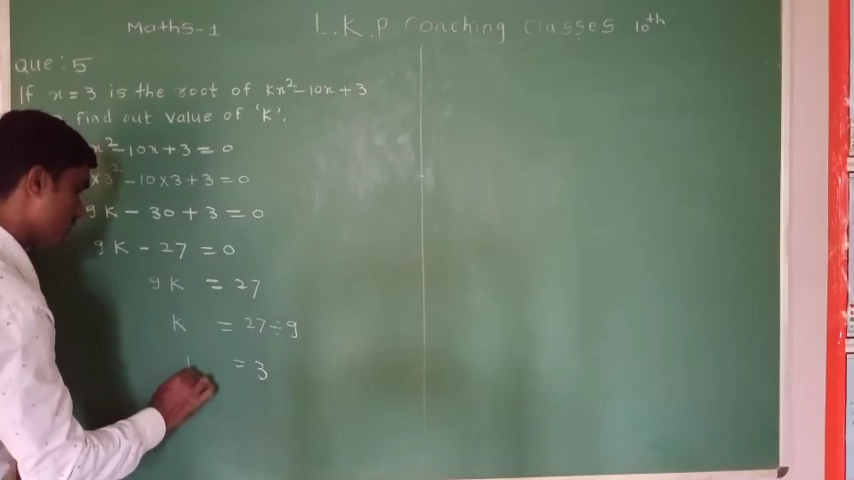 Maths-1
L.K.P coaching classes 10th
Que: 5
If x=3 is the root of Kx²-10x+3
find out value of 'K'.
x²-10x+3=0
×3²-10×3+3=0
9K-30+3=0
9K-27=0
9K=27
K=27÷9
=3